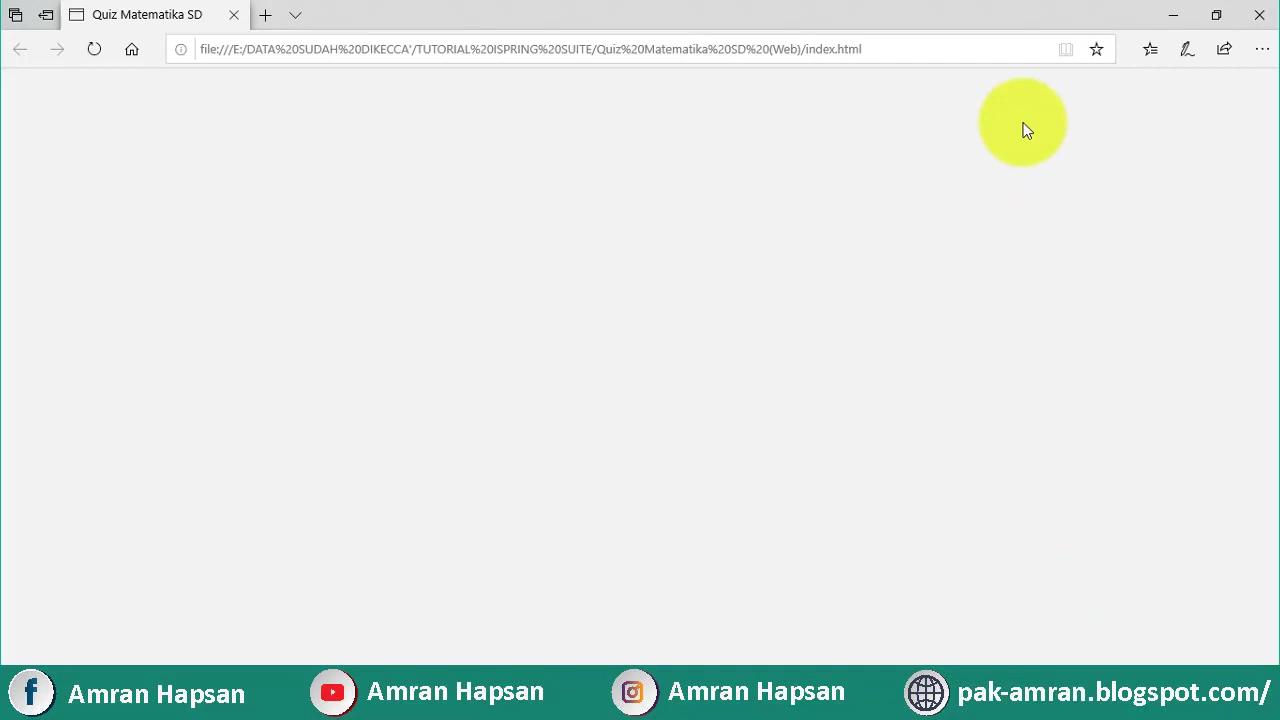 Quiz Matematika SD
file:///E:/DATA%20SUDAH%20DIKECCA'/TUTORIAL%20ISPRING%20SUITE/Quiz%20Matematika%20SD%20(Web)/index.html
Amran Hapsan
Amran Hapsan
Amran Hapsan
pak-amran.blogspot.com/